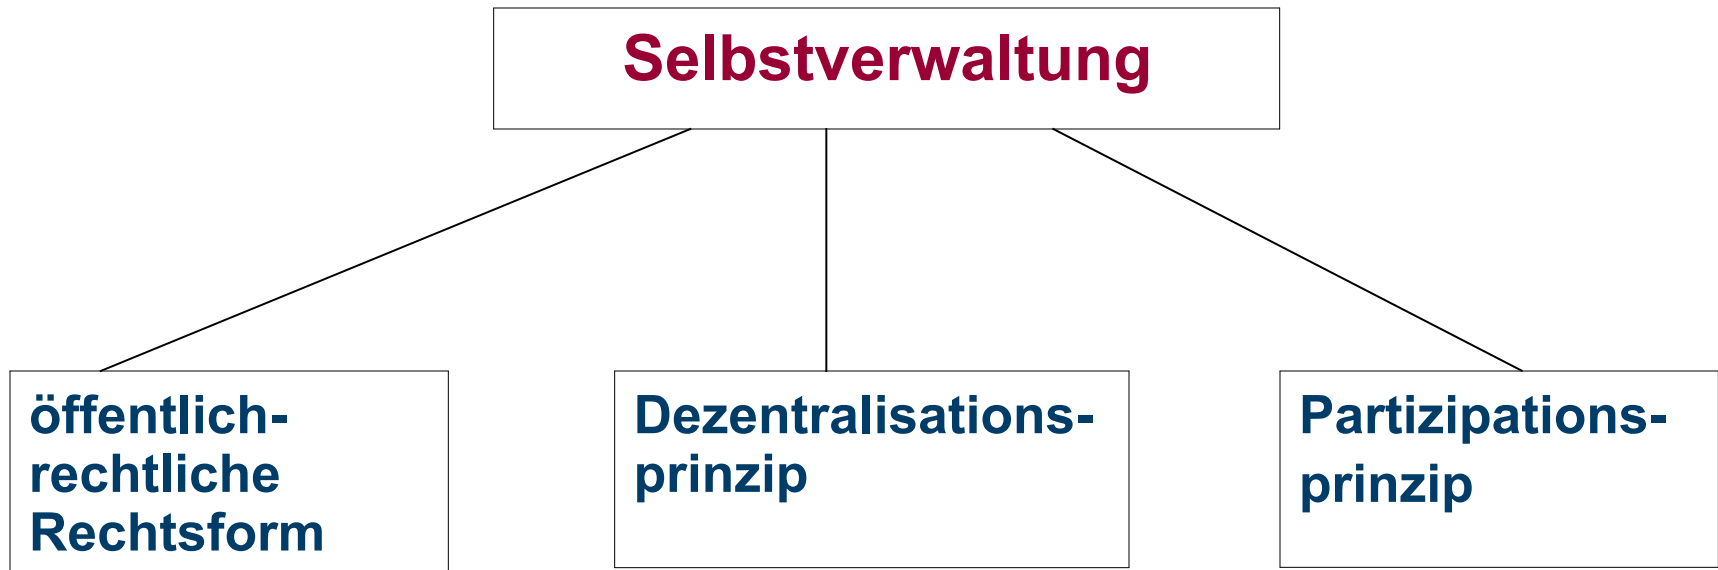 Selbstverwaltung
öffentlich-
rechtliche
Rechtsform
Dezentralisations-
prinzip
Partizipations-
prinzip